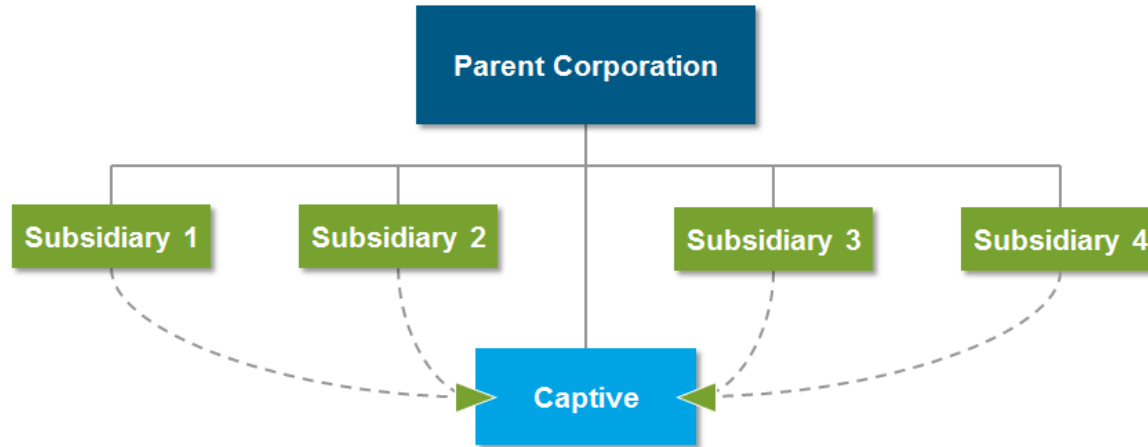 Parent Corporation
Subsidiary 1
Subsidiary 2
Subsidiary 3
Subsidiary 4
Captive